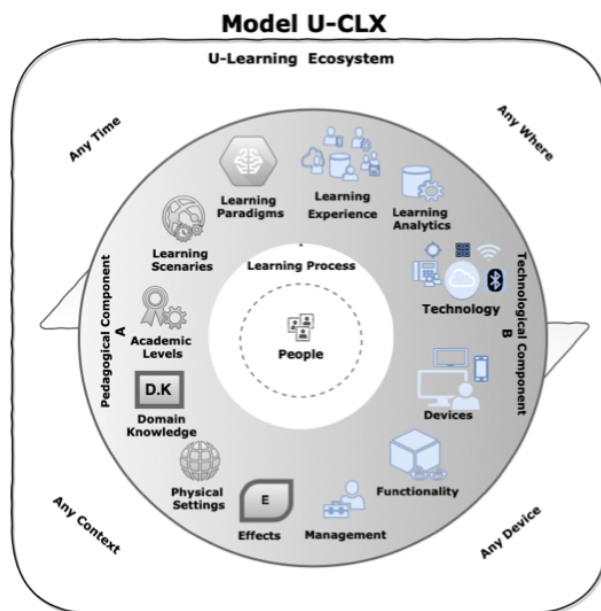 Model U-CLX
U-Learning Ecosystem
Any Time
Any Where
Learning
Paradigms
Learning
Experience
Learning
Analytics
Learning
Scenaries
Learning Process
Technology
Pedagogical Component
A
Technological Component
B
People
Academic
Levels
D.K
Domain
Knowledge
Devices
Physical
Settings
E
Effects
Management
Functionality
Any Context
Any Device